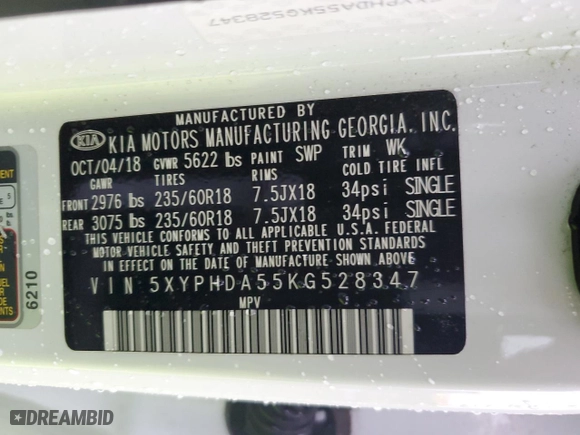 5XYPHDA55KG528347
MANUFACTURED BY
KIA KIA MOTORS MANUFACTURING GEORGIA, INC.
OCT/04/18 GVWR 5622 lbs PAINT SWP TRIM WK
GAWR TIRES RIMS COLD TIRE INFL
FRONT 2976 lbs 235/60R18 7.5JX18 34psi SINGLE
REAR 3075 lbs 235/60R18 7.5JX18 34psi SINGLE
THIS VEHICLE CONFORMS TO ALL APPLICABLE U.S.A. FEDERAL
MOTOR VEHICLE SAFETY AND THEFT PREVENTION STANDARDS
IN EFFECT ON THE DATE OF MANUFACTURE SHOWN ABOVE
VIN 5XYPHDA55KG528347
MPV
6210
DREAMBID